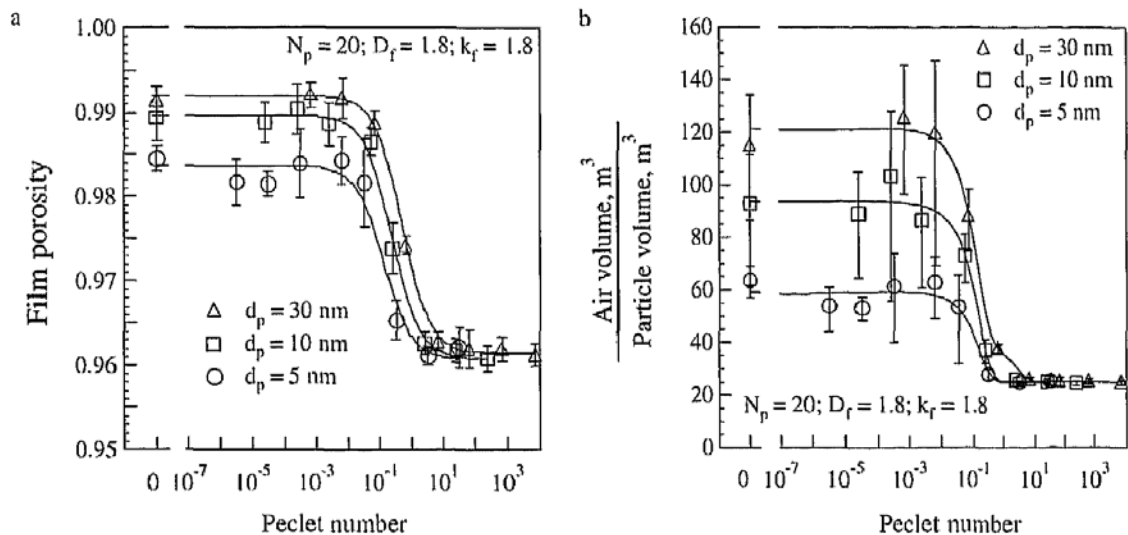 a
N_p = 20; D_f = 1.8; k_f = 1.8
1.00
0.99
0.98
0.97
0.96
0.95
Film porosity
d_p = 30 nm
d_p = 10 nm
d_p = 5 nm
0 10^-7 10^-5 10^-3 10^-1 10^1 10^3
Peclet number
b
160
140
120
100
80
60
40
20
0
Air volume, m^3
Particle volume, m^3
d_p = 30 nm
d_p = 10 nm
d_p = 5 nm
N_p = 20; D_f = 1.8; k_f = 1.8
0 10^-7 10^-5 10^-3 10^-1 10^1 10^3
Peclet number